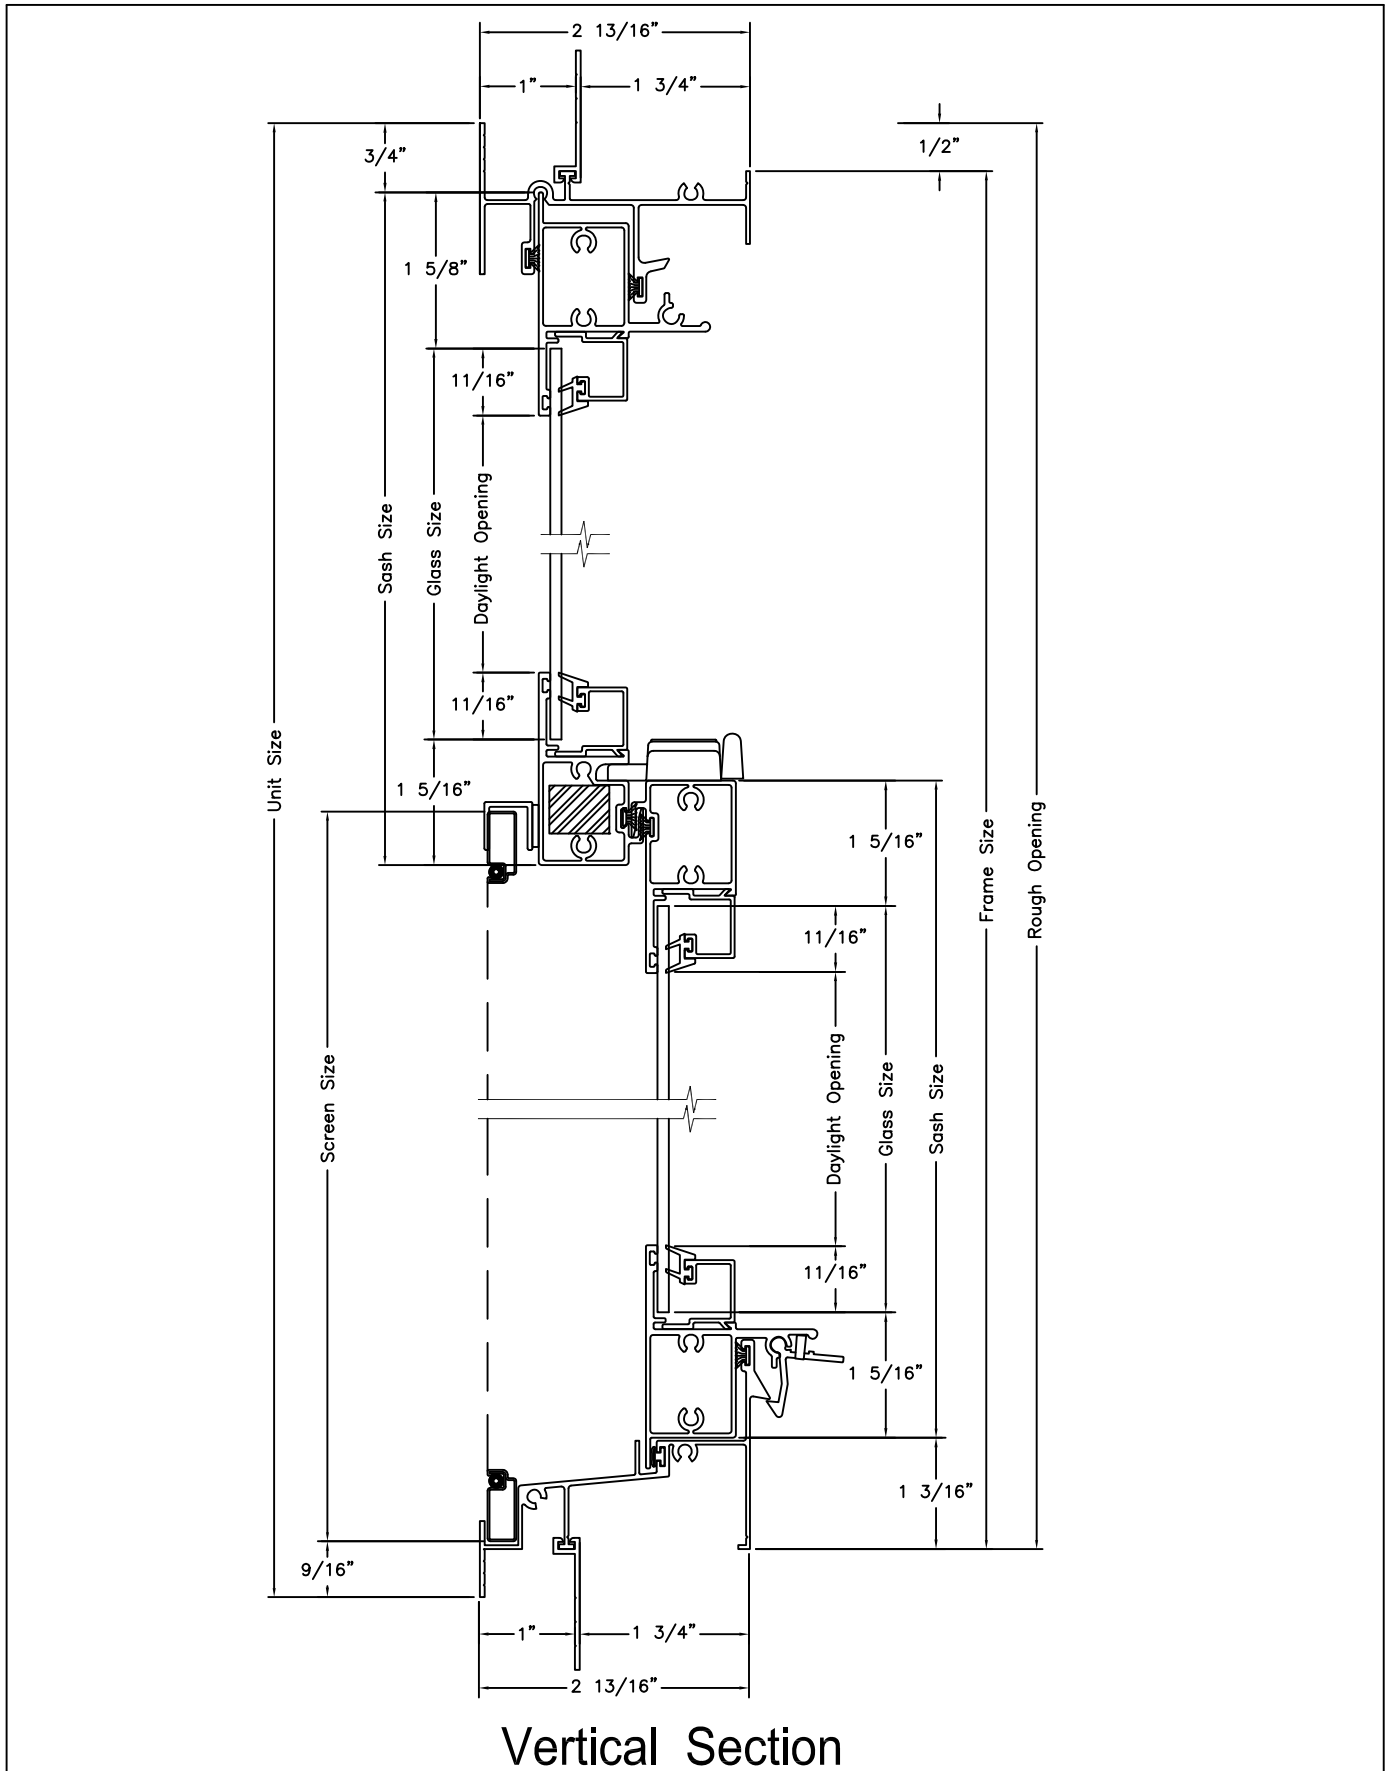 2 13/16"
1"
1 3/4"
3/4"
1/2"
1 5/8"
11/16"
Sash Size
Glass Size
Daylight Opening
11/16"
Unit Size
1 5/16"
1 5/16"
Frame Size
Rough Opening
11/16"
Screen Size
Daylight Opening
Glass Size
Sash Size
11/16"
1 5/16"
1 3/16"
9/16"
1"
1 3/4"
2 13/16"
Vertical Section